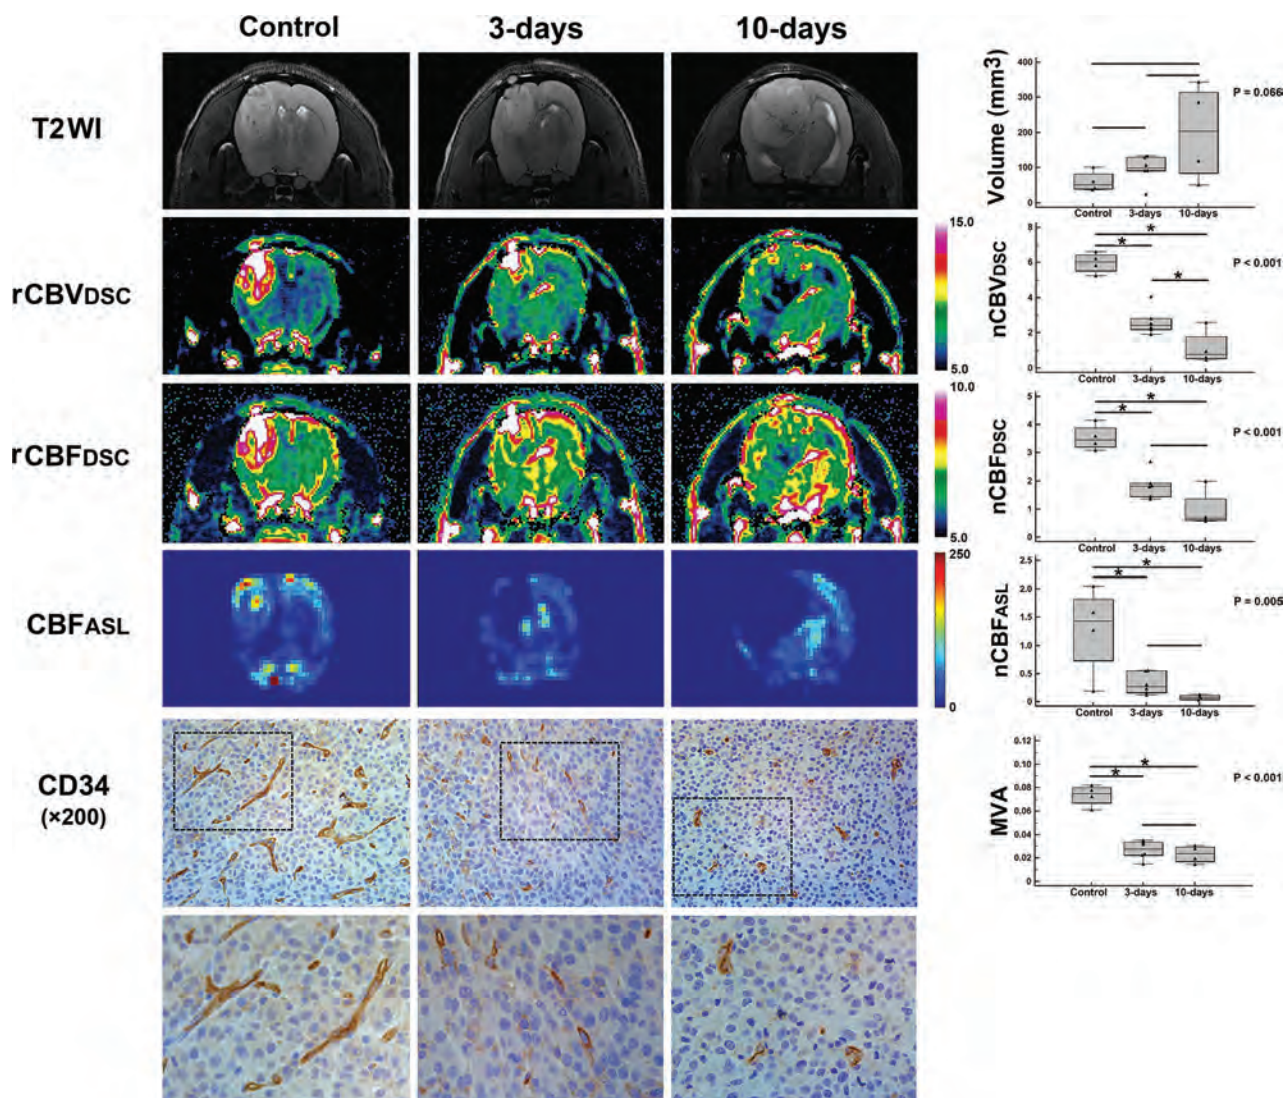 Control 3-days 10-days
T2WI
rCBVDSC
15.0
5.0
rCBFDSC
10.0
5.0
CBFASL
250
0
CD34
(×200)
Volume (mm3)
400
300
200
100
0
Control 3-days 10-days
P = 0.066
nCBVDSC
8
6
4
2
0
* * *
Control 3-days 10-days
P < 0.001
nCBFDSC
5
4
3
2
1
0
* *
Control 3-days 10-days
P < 0.001
nCBFASL
2.5
2.0
1.5
1.0
0.5
0
* *
Control 3-days 10-days
P = 0.005
MVA
0.12
0.10
0.08
0.06
0.04
0.02
0
* *
Control 3-days 10-days
P < 0.001